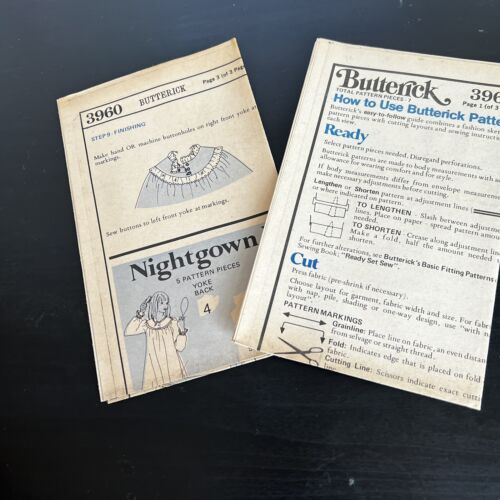 3960 BUTTERICK Page 3 (of 3 Pag
STEP 9: FINISHING
Make hand OR machine buttonholes on right front yoke at
markings.
Sew buttons to left front yoke at markings.
Nightgown
5 PATTERN PIECES
YOKE
BACK
4
Butterick 396
TOTAL PATTERN PIECES - 7 Page 1 (of 3 Pag
How to Use Butterick Patte
Butterick's easy-to-follow guide combines a fashion
pattern pieces with cutting layouts and sewing instruct
each view.
Ready
Select pattern pieces needed. Disregard perforations.
Butterick patterns are made to body measurements with
allowance for wearing comfort and for style.
If body measurements differ from envelope measurem
make necessary adjustments before cutting.
Lengthen or Shorten pattern at adjustment lines
or where indicated on pattern.
TO LENGTHEN - Slash between adjustm
lines. Place on paper - spread pattern amou
needed.
TO SHORTEN - Crease along adjustment
Make a fold, half the amount needed
For further alterations, see Butterick's Basic Fitting Patterns
Sewing Book; "Ready Set Sew".
Cut
Press fabric (pre-shrink if necessary)
Choose layout for garment, fabric width and size. For fabr
with nap, pile, shading or one-way design, use "with
layout".
PATTERN MARKINGS
Grainline: Place line on fabric, an even distan
from selvage or straight thread.
Fold: Indicates edge that is placed on fold
fabric.
Cutting Line: Scissors indicate exact cutti
line